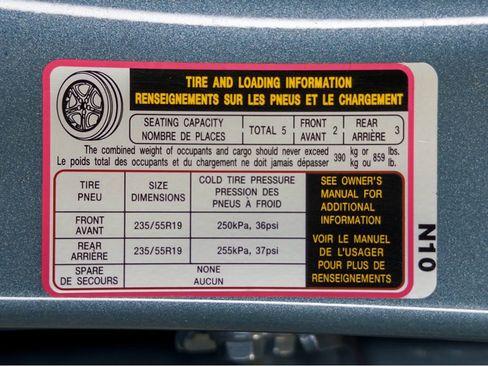 TIRE AND LOADING INFORMATION
RENSEIGNEMENTS SUR LES PNEUS ET LE CHARGEMENT
SEATING CAPACITY
NOMBRE DE PLACES
TOTAL 5
FRONT
AVANT 2
REAR
ARRIÈRE 3
The combined weight of occupants and cargo should never exceed 390 kg or 859 lbs.
Le poids total des occupants et du chargement ne doit jamais dépasser 390 kg ou 859 lb.
TIRE
PNEU
SIZE
DIMENSIONS
COLD TIRE PRESSURE
PRESSION DES
PNEUS À FROID
FRONT
AVANT
235/55R19
250kPa, 36psi
REAR
ARRIÈRE
235/55R19
255kPa, 37psi
SPARE
DE SECOURS
NONE
AUCUN
SEE OWNER'S
MANUAL FOR
ADDITIONAL
INFORMATION
VOIR LE MANUEL
DE L'USAGER
POUR PLUS DE
RENSEIGNEMENTS
N10